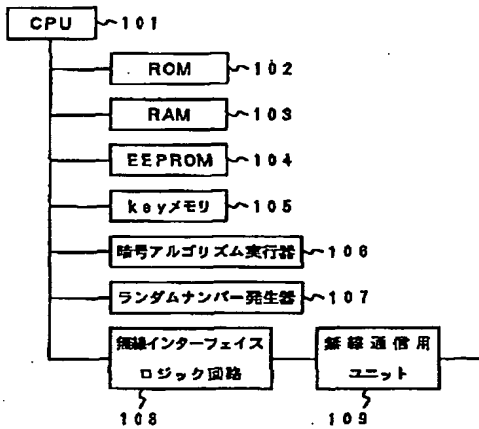 CPU 101
ROM 102
RAM 103
EEPROM 104
keyメモリ 105
暗号アルゴリズム実行器 106
ランダムナンバー発生器 107
無線インターフェイス
ロジック回路
108
無線通信用
ユニット
109